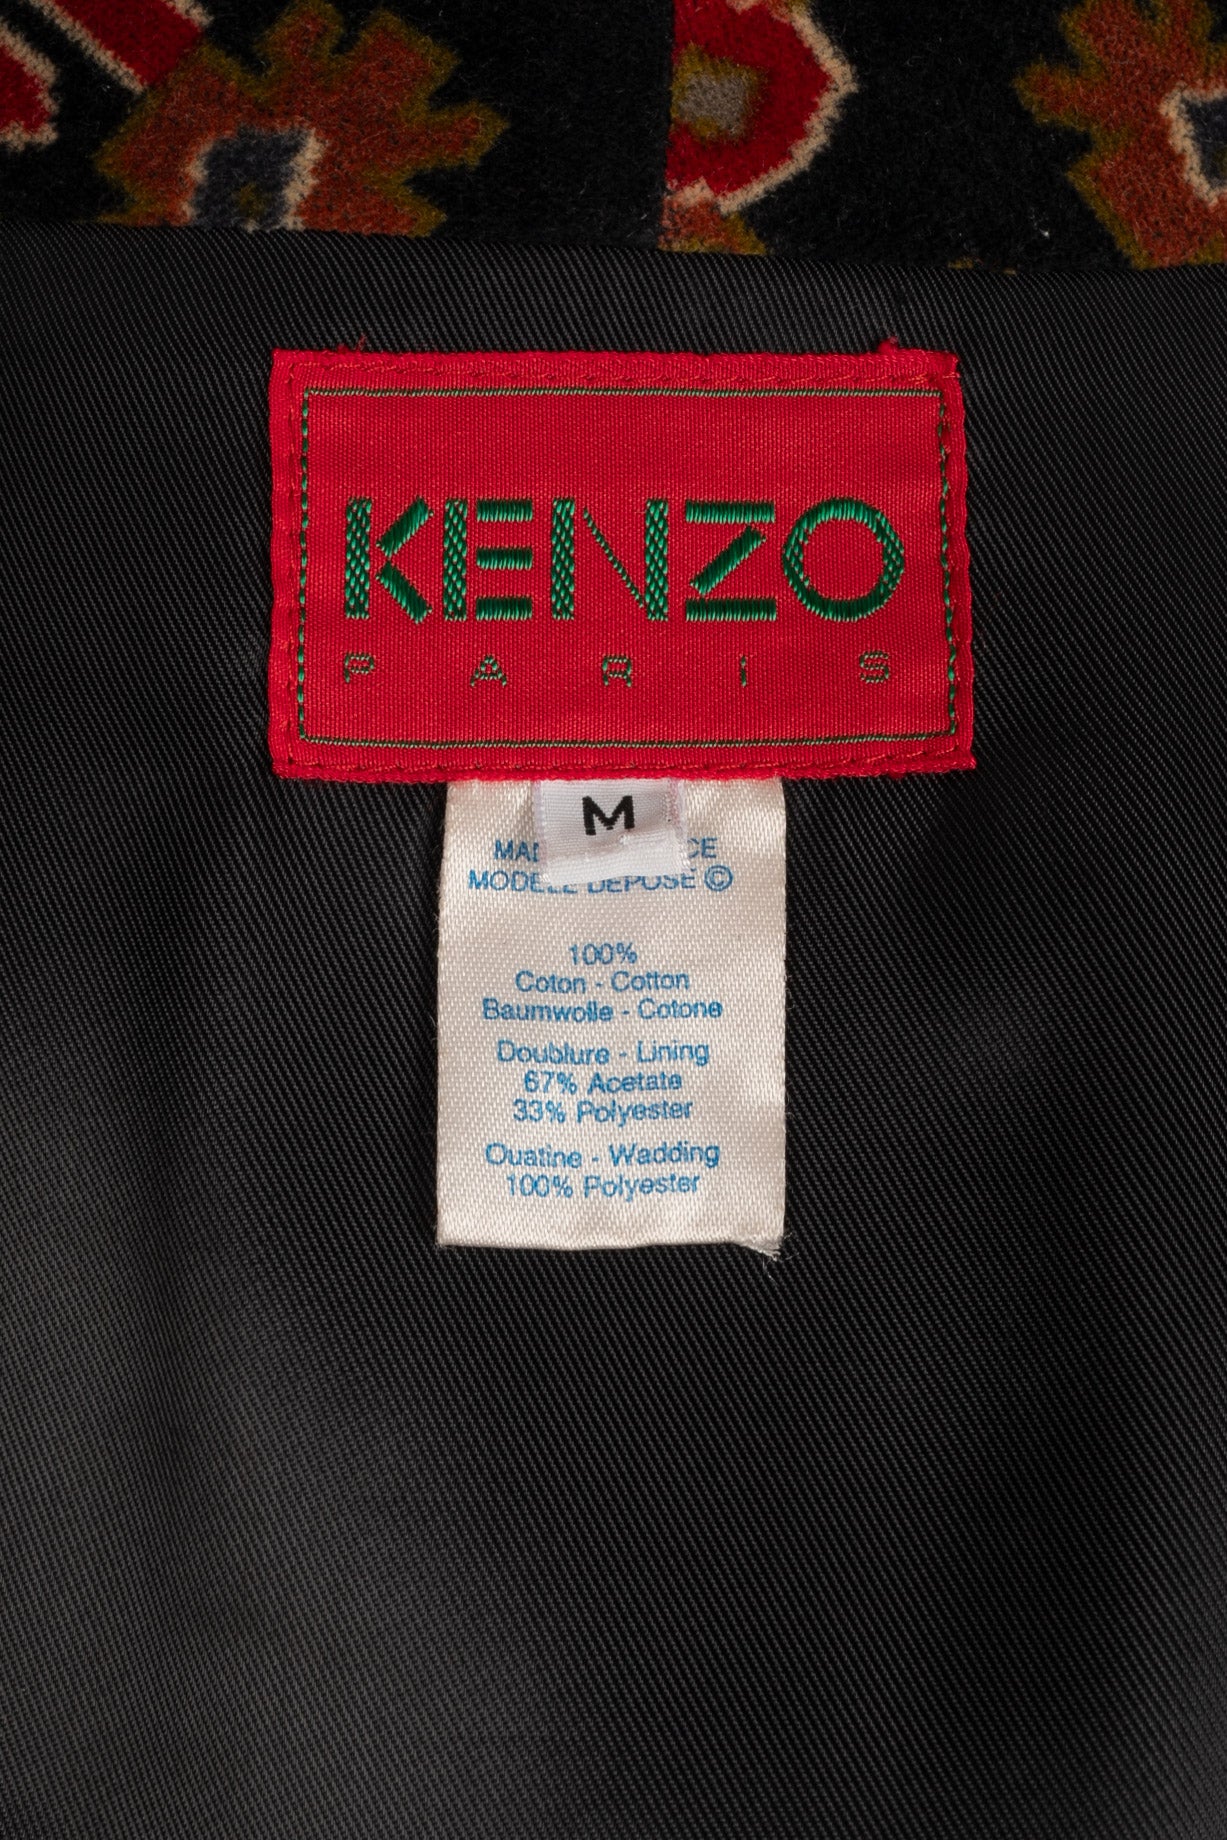 KENZO
PARIS
M
MODELE DEPOSE ©
100%
Coton - Cotton
Baumwolle - Cotone
Doublure - Lining
67% Acetate
33% Polyester
Ouatine - Wadding
100% Polyester